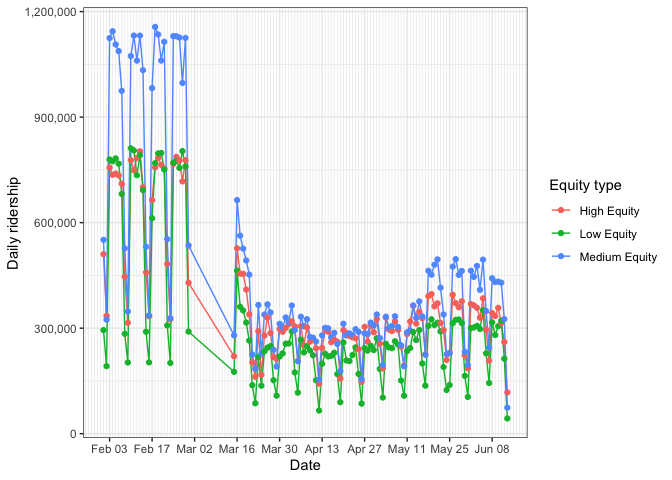 1,200,000
900,000
600,000
300,000
0
Daily ridership
Feb 03 Feb 17 Mar 02 Mar 16 Mar 30 Apr 13 Apr 27 May 11 May 25 Jun 08
Date
Equity type
High Equity
Low Equity
Medium Equity